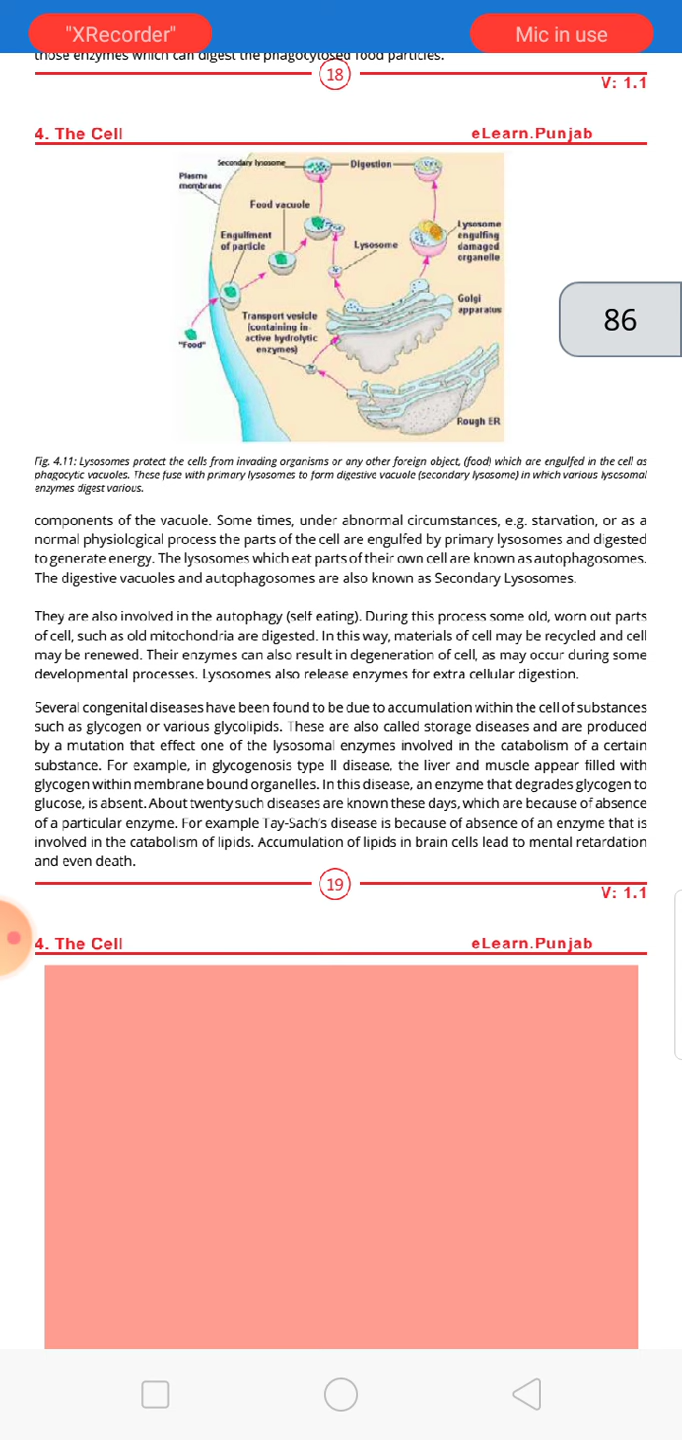 "XRecorder"
Mic in use
those enzymes which can digest the phagocytosed food particles.
18
V: 1.1
4. The Cell
eLearn.Punjab
Secondary lysosome
Digestion
Plasma
membrane
Food vacuole
Engulfment
of particle
Lysosome
Lysosome
engulfing
damaged
organelle
Golgi
apparatus
Transport vesicle
(containing in-
active hydrolytic
enzymes)
"Food"
Rough ER
86
Fig. 4.11: Lysosomes protect the cells from invading organisms or any other foreign object, (food) which are engulfed in the cell as
phagocytic vacuoles. These fuse with primary lysosomes to form digestive vacuole (secondary lysosome) in which various lysosomal
enzymes digest various.
components of the vacuole. Some times, under abnormal circumstances, e.g. starvation, or as a
normal physiological process the parts of the cell are engulfed by primary lysosomes and digested
to generate energy. The lysosomes which eat parts of their own cell are known as autophagosomes.
The digestive vacuoles and autophagosomes are also known as Secondary Lysosomes.
They are also involved in the autophagy (self eating). During this process some old, worn out parts
of cell, such as old mitochondria are digested. In this way, materials of cell may be recycled and cell
may be renewed. Their enzymes can also result in degeneration of cell, as may occur during some
developmental processes. Lysosomes also release enzymes for extra cellular digestion.
Several congenital diseases have been found to be due to accumulation within the cell of substances
such as glycogen or various glycolipids. These are also called storage diseases and are produced
by a mutation that effect one of the lysosomal enzymes involved in the catabolism of a certain
substance. For example, in glycogenosis type II disease, the liver and muscle appear filled with
glycogen within membrane bound organelles. In this disease, an enzyme that degrades glycogen to
glucose, is absent. About twenty such diseases are known these days, which are because of absence
of a particular enzyme. For example Tay-Sach's disease is because of absence of an enzyme that is
involved in the catabolism of lipids. Accumulation of lipids in brain cells lead to mental retardation
and even death.
19
V: 1.1
4. The Cell
eLearn.Punjab